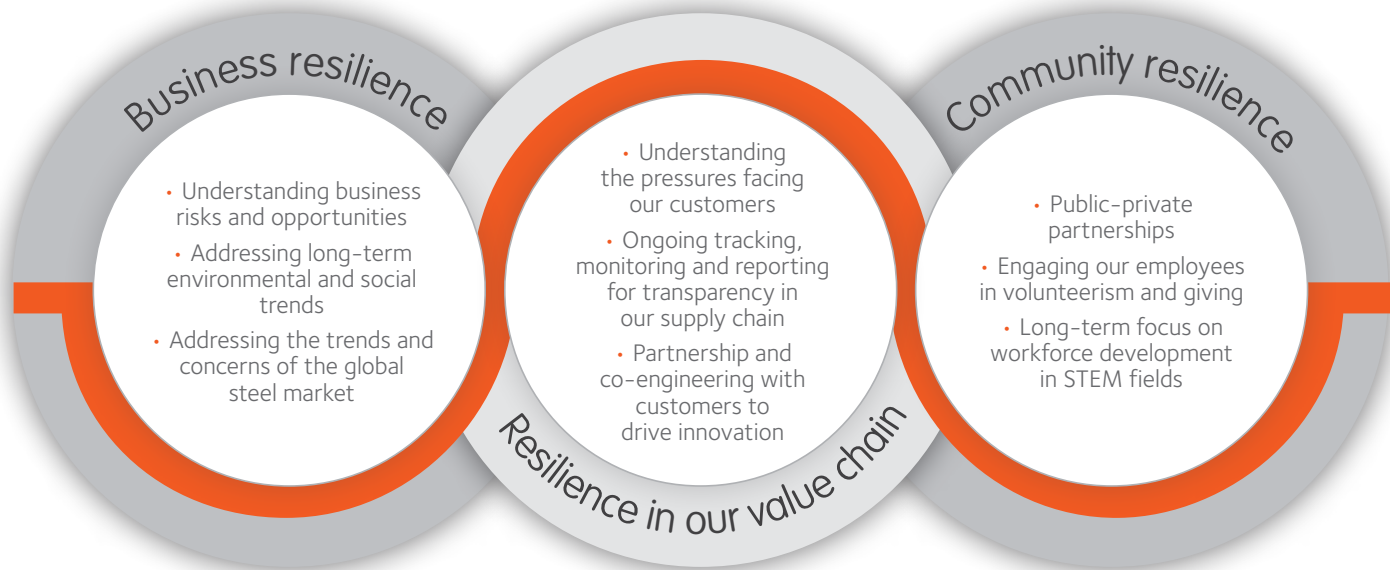 Business resilience
• Understanding business
risks and opportunities
• Addressing long-term
environmental and social
trends
• Addressing the trends and
concerns of the global
steel market
• Understanding
the pressures facing
our customers
• Ongoing tracking,
monitoring and reporting
for transparency in
our supply chain
• Partnership and
co-engineering with
customers to
drive innovation
Resilience in our value chain
Community resilience
• Public-private
partnerships
• Engaging our employees
in volunteerism and giving
• Long-term focus on
workforce development
in STEM fields